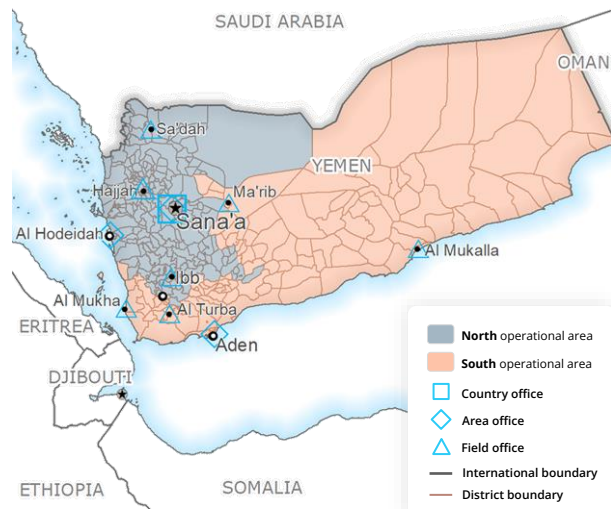 SAUDI ARABIA
OMAN
Sa'dah
YEMEN
Hajjah
Ma'rib
Sana'a
Al Hodeidah
Al Mukalla
Ibb
Al Mukha
Al Turba
ERITREA
Aden
DJIBOUTI
ETHIOPIA
SOMALIA
North operational area
South operational area
Country office
Area office
Field office
International boundary
District boundary